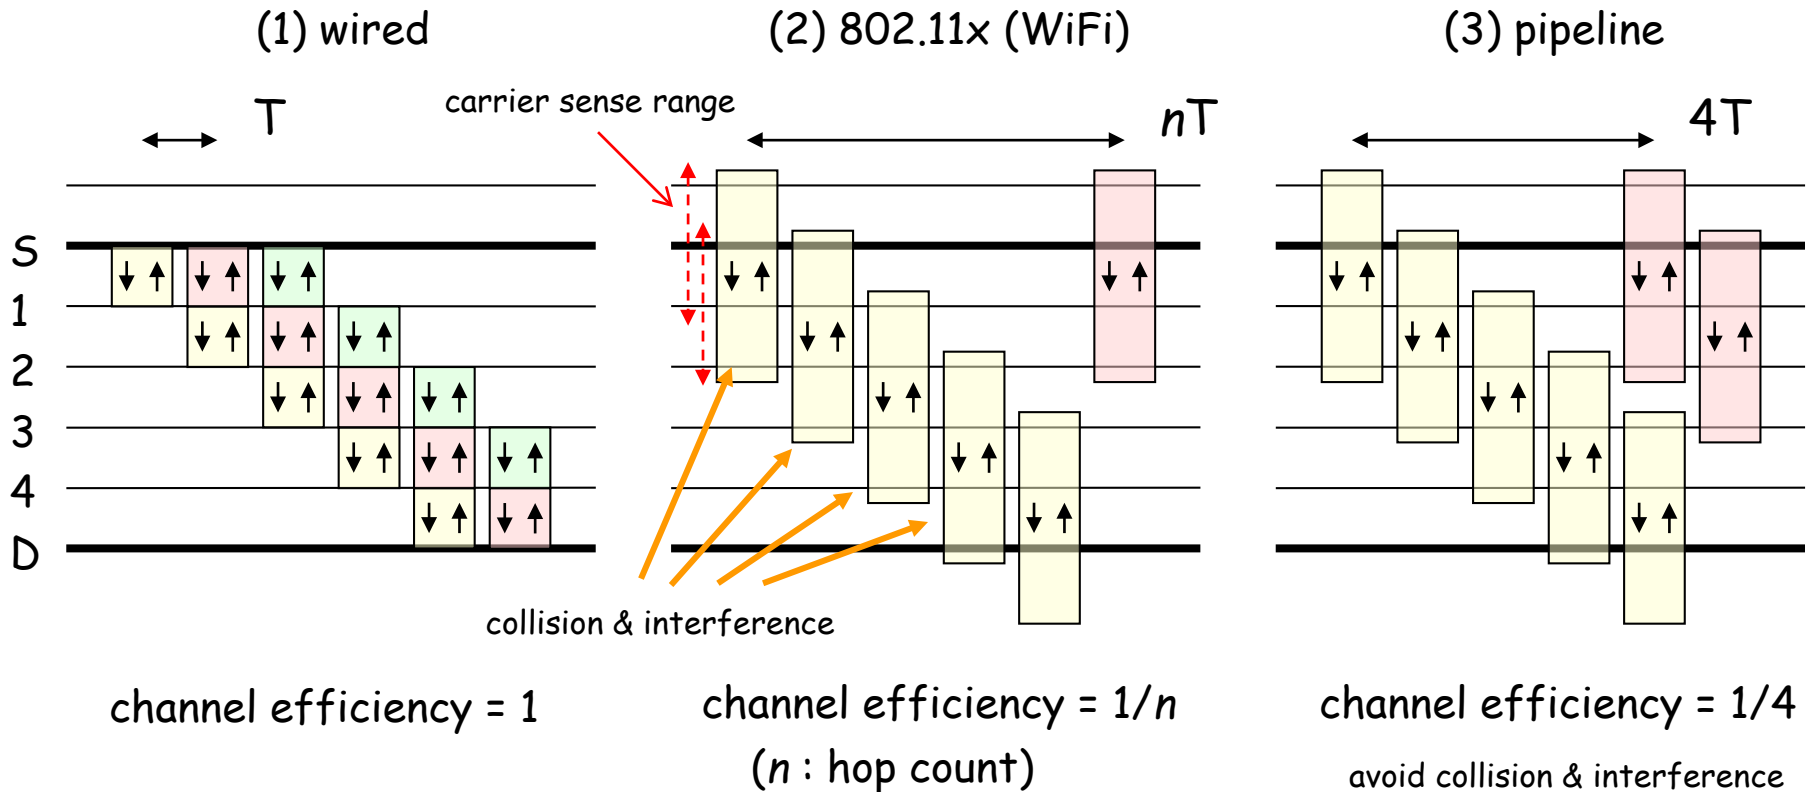 (1) wired
(2) 802.11x (WiFi)
(3) pipeline
T
carrier sense range
nT
4T
S
1
2
3
4
D
collision & interference
channel efficiency = 1
channel efficiency = 1/n
(n : hop count)
channel efficiency = 1/4
avoid collision & interference